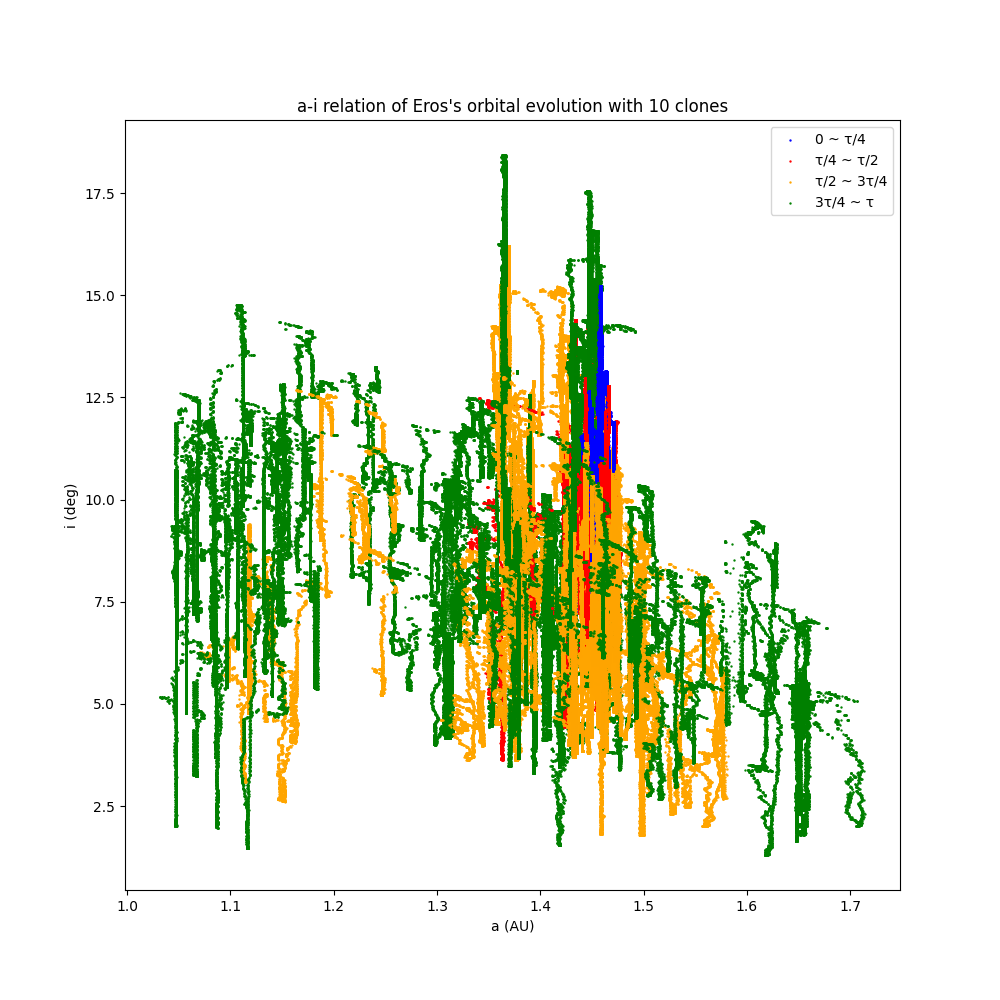 a-i relation of Eros's orbital evolution with 10 clones
0 ~ τ/4
τ/4 ~ τ/2
τ/2 ~ 3τ/4
3τ/4 ~ τ
17.5
15.0
12.5
10.0
7.5
5.0
2.5
i (deg)
1.0 1.1 1.2 1.3 1.4 1.5 1.6 1.7
a (AU)